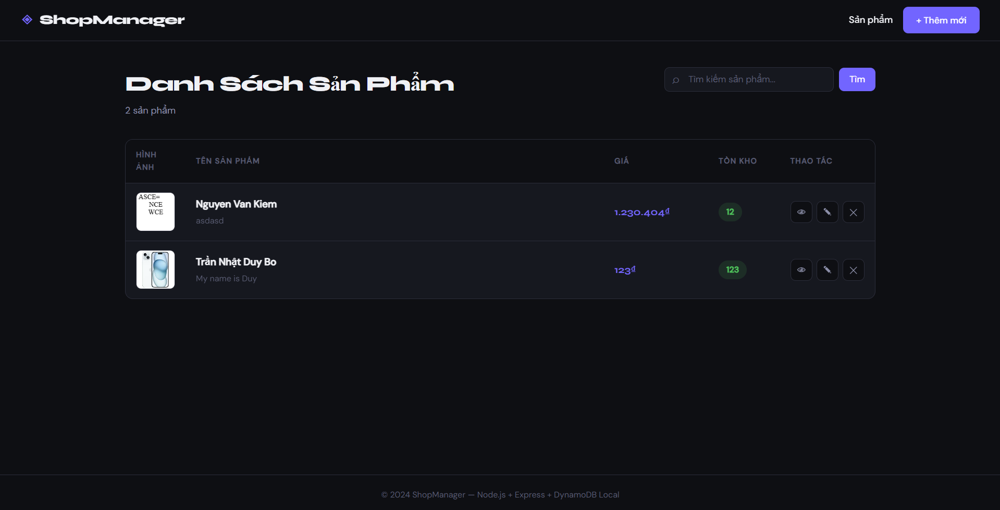 ShopManager
Sản phẩm
+ Thêm mới
Danh Sách Sản Phẩm
Tìm kiếm sản phẩm...
Tìm
2 sản phẩm
HÌNH
ẢNH
TÊN SẢN PHẨM
GIÁ
TỒN KHO
THAO TÁC
ASCE=
NCE
WCE
Nguyen Van Kiem
asdasd
1.230.404₫
12
Trần Nhật Duy Bo
My name is Duy
123₫
123
© 2024 ShopManager — Node.js + Express + DynamoDB Local